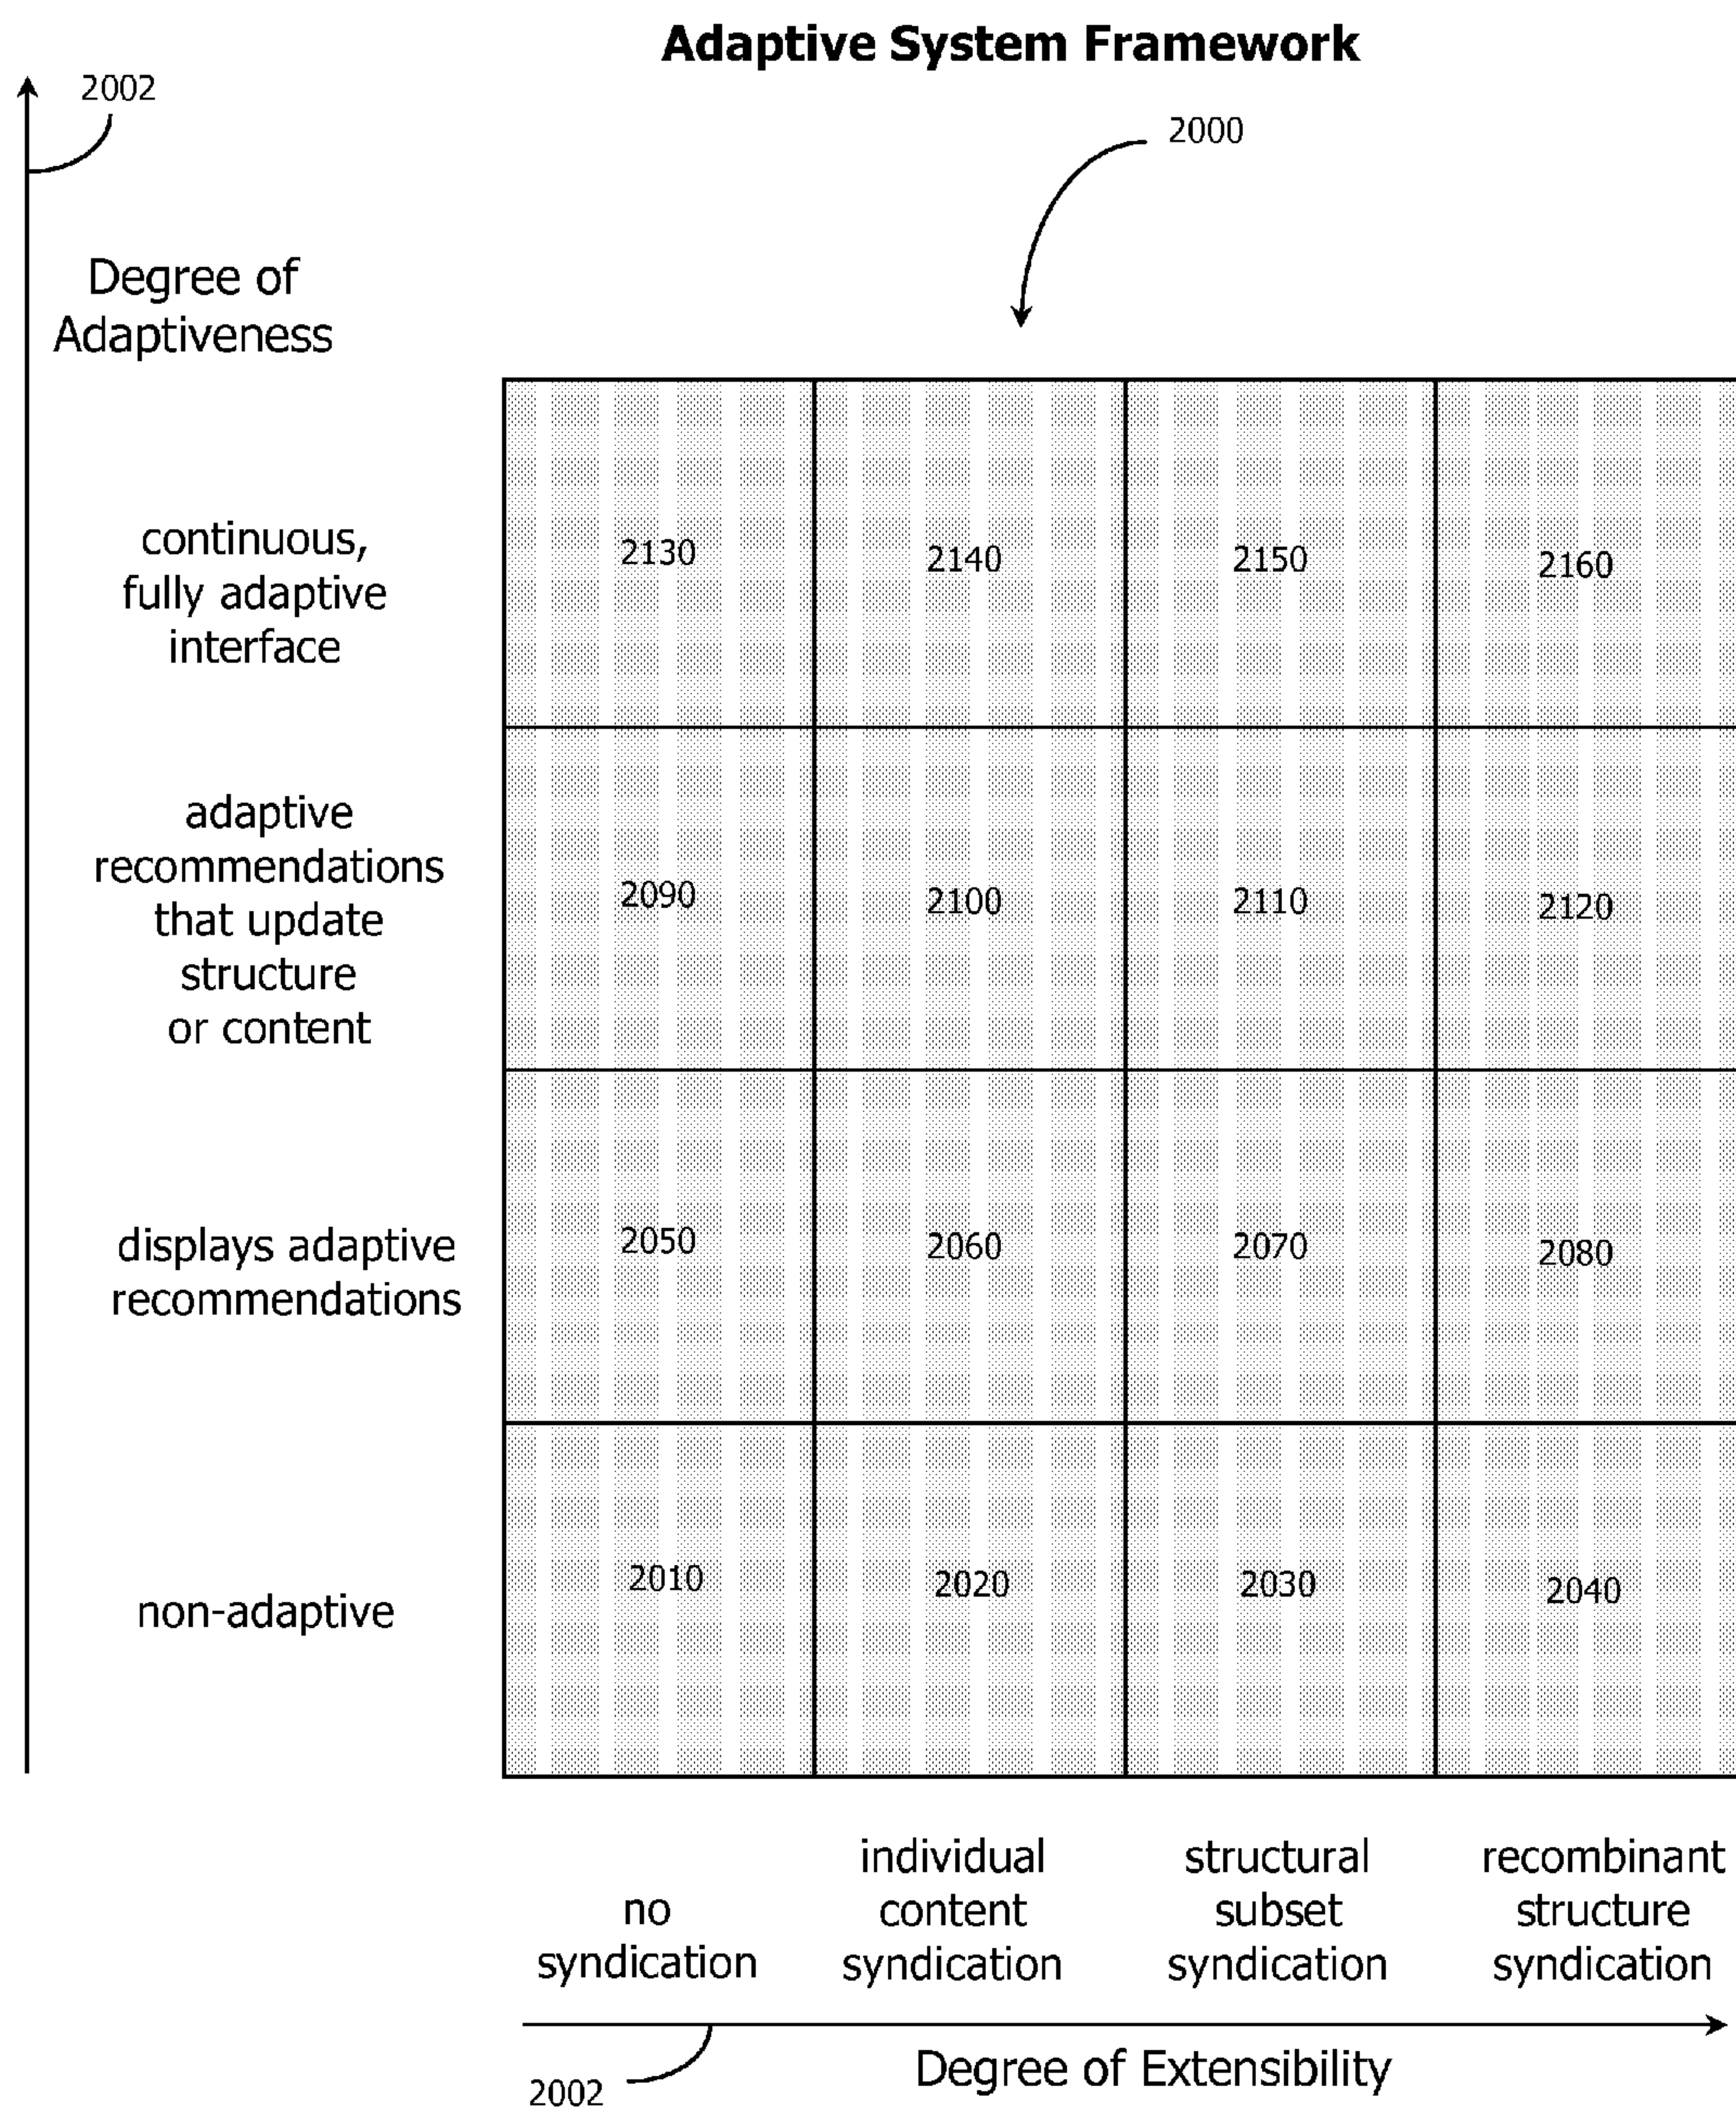 Adaptive System Framework
2002
2000
Degree of
Adaptiveness
continuous,
fully adaptive
interface
2130
2140
2150
2160
adaptive
recommendations
that update
structure
or content
2090
2100
2110
2120
displays adaptive
recommendations
2050
2060
2070
2080
non-adaptive
2010
2020
2030
2040
no
syndication
individual
content
syndication
structural
subset
syndication
recombinant
structure
syndication
2002
Degree of Extensibility